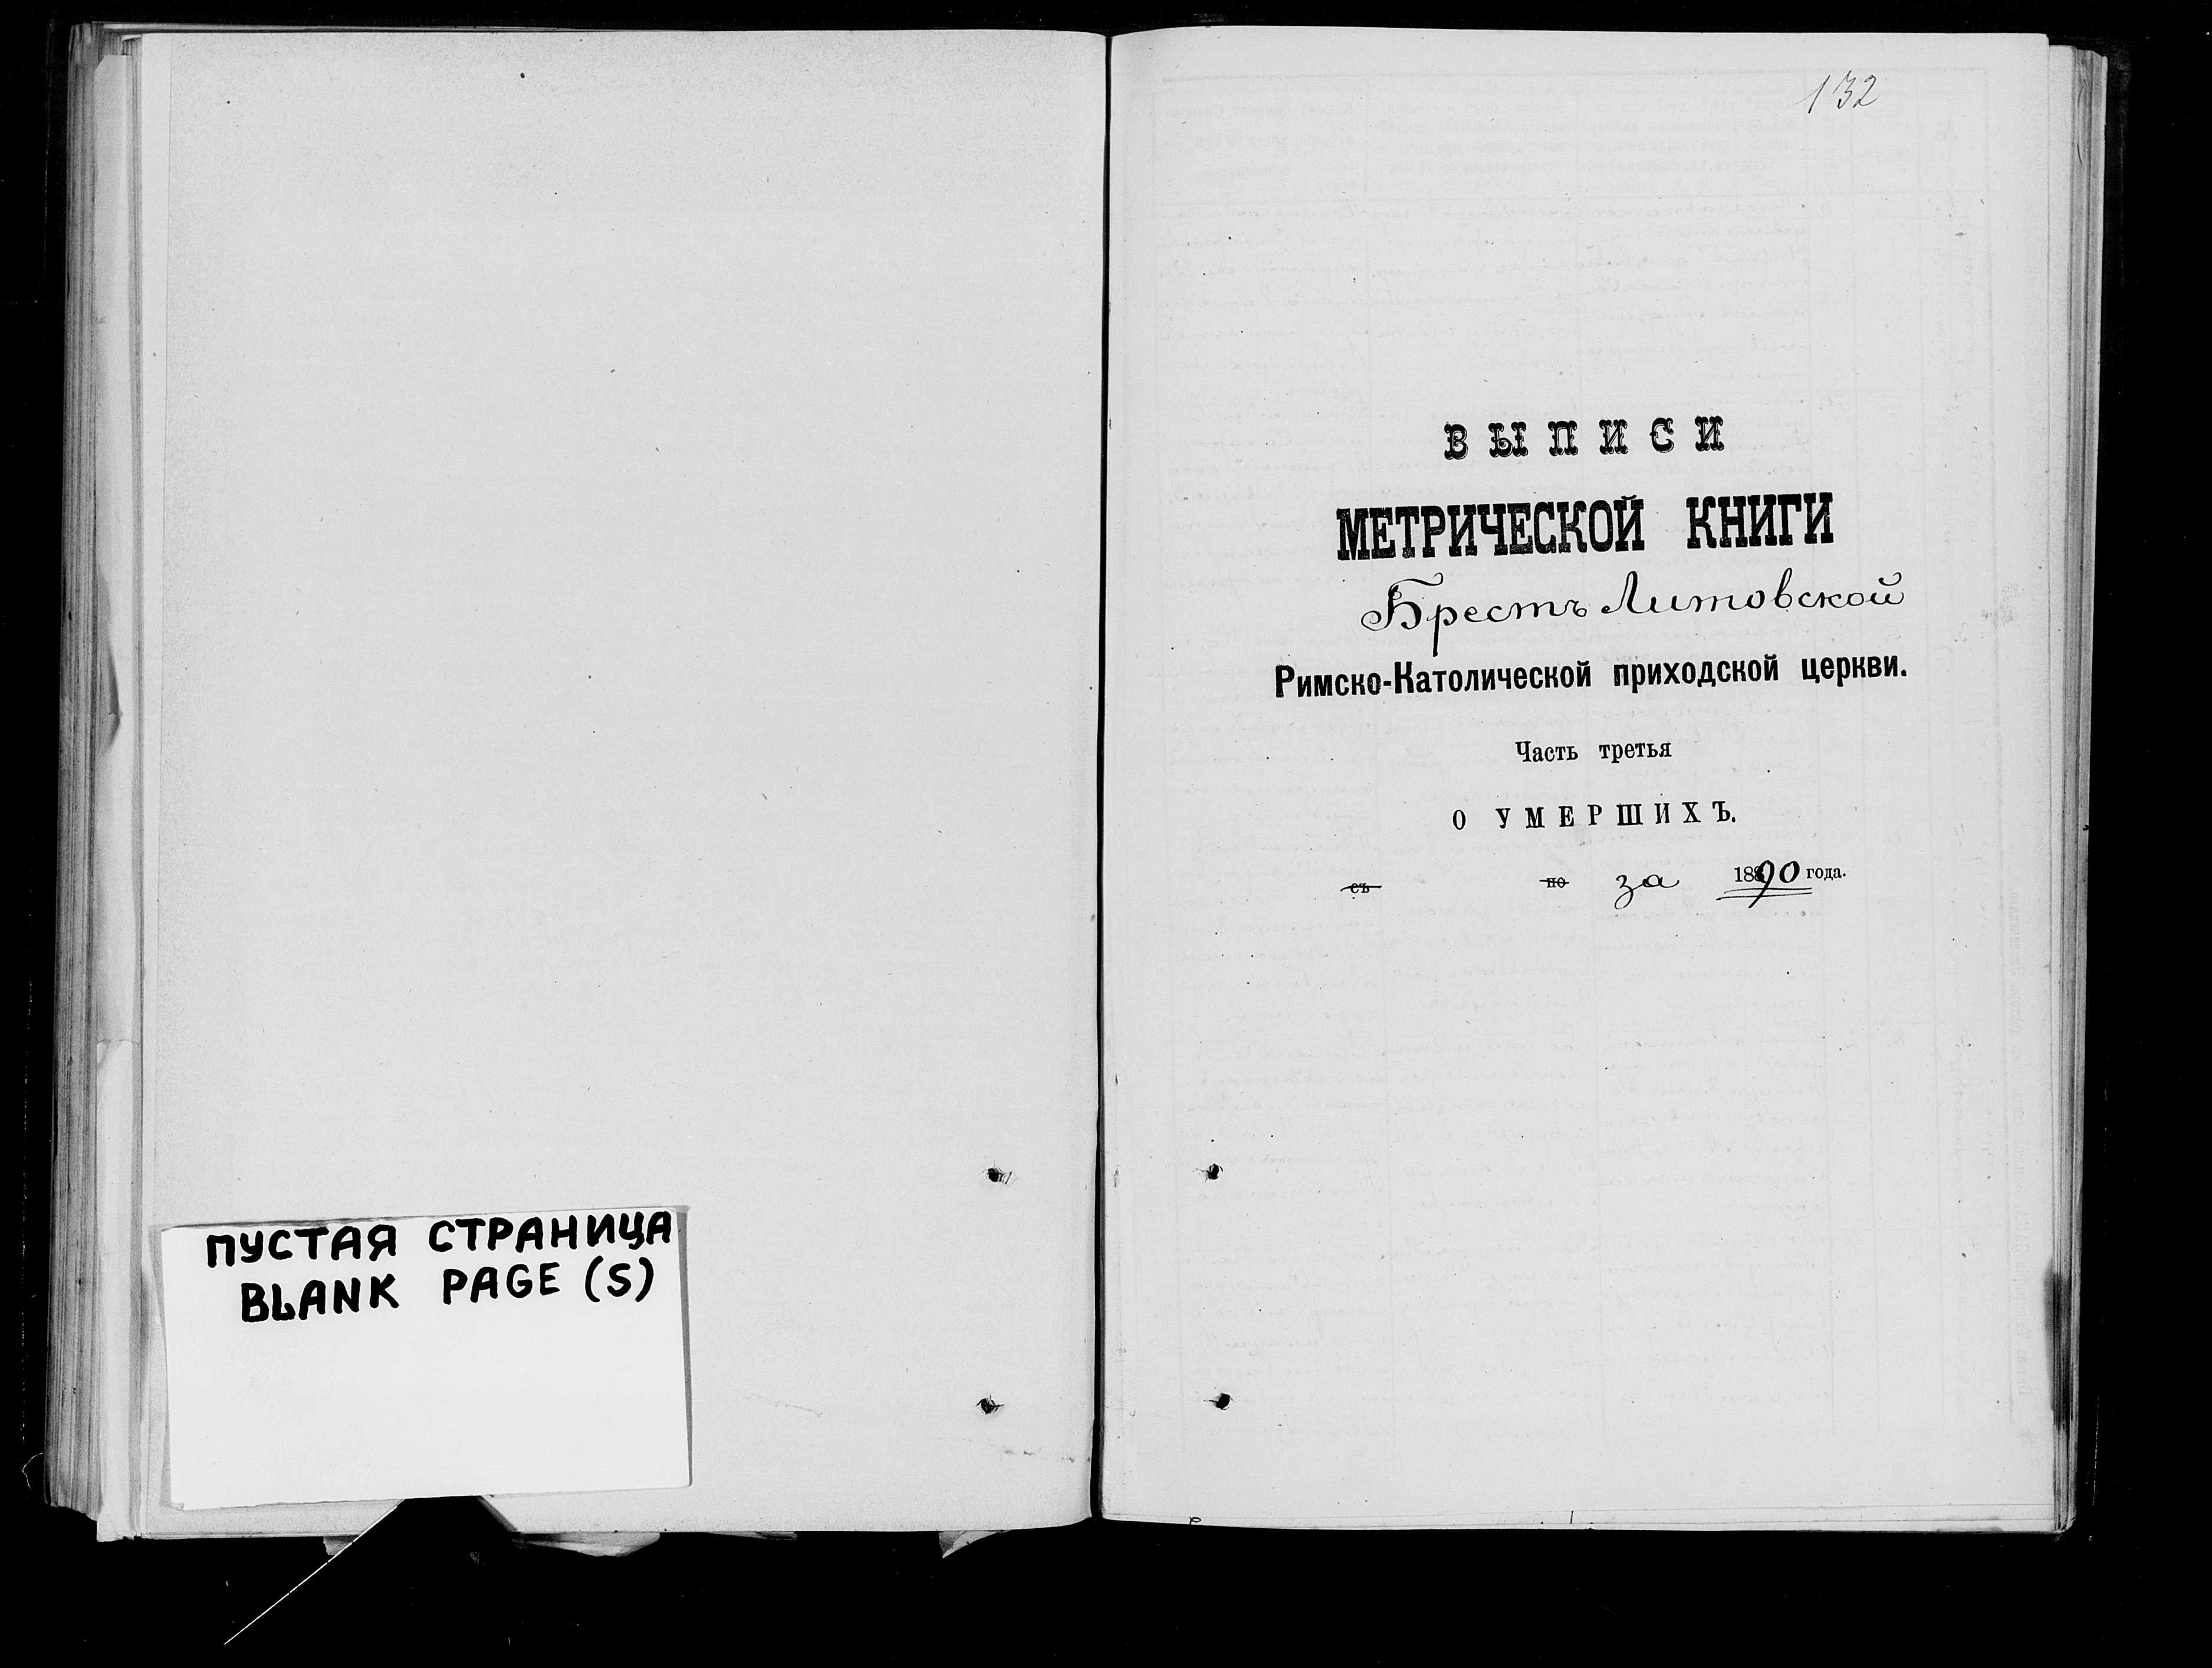 ПУСТАЯ СТРАНИЦА
BLANK PAGE (S)
132
ВЫПИСИ
МЕТРИЧЕСКОЙ КНИГИ
Брестъ Литовской
Римско-Католической приходской церкви.
Часть третья
О УМЕРШИХЪ.
съ по за 1890 года.